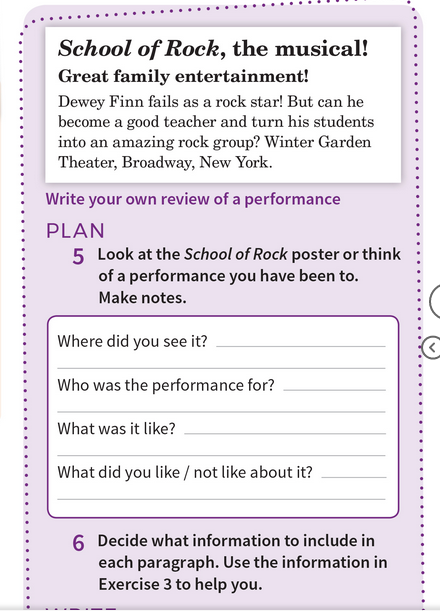 School of Rock, the musical!
Great family entertainment!
Dewey Finn fails as a rock star! But can he
become a good teacher and turn his students
into an amazing rock group? Winter Garden
Theater, Broadway, New York.
Write your own review of a performance
PLAN
5 Look at the School of Rock poster or think
of a performance you have been to.
Make notes.
Where did you see it?
Who was the performance for?
What was it like?
What did you like / not like about it?
6 Decide what information to include in
each paragraph. Use the information in
Exercise 3 to help you.